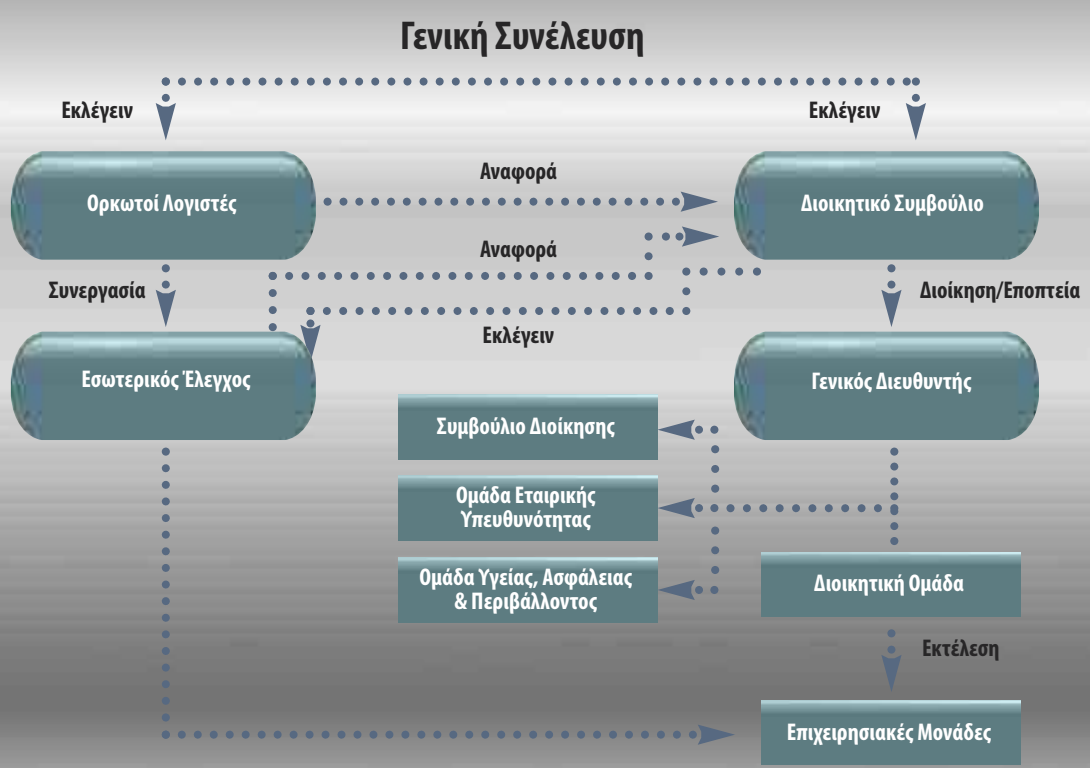 Γενική Συνέλευση
Εκλέγειν
Εκλέγειν
Ορκωτοί Λογιστές
Αναφορά
Διοικητικό Συμβούλιο
Αναφορά
Συνεργασία
Διοίκηση/Εποπτεία
Εκλέγειν
Εσωτερικός Έλεγχος
Γενικός Διευθυντής
Συμβούλιο Διοίκησης
Ομάδα Εταιρικής
Υπευθυνότητας
Ομάδα Υγείας, Ασφάλειας
& Περιβάλλοντος
Διοικητική Ομάδα
Εκτέλεση
Επιχειρησιακές Μονάδες